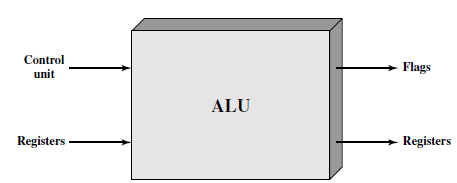 Control
unit
Flags
ALU
Registers
Registers